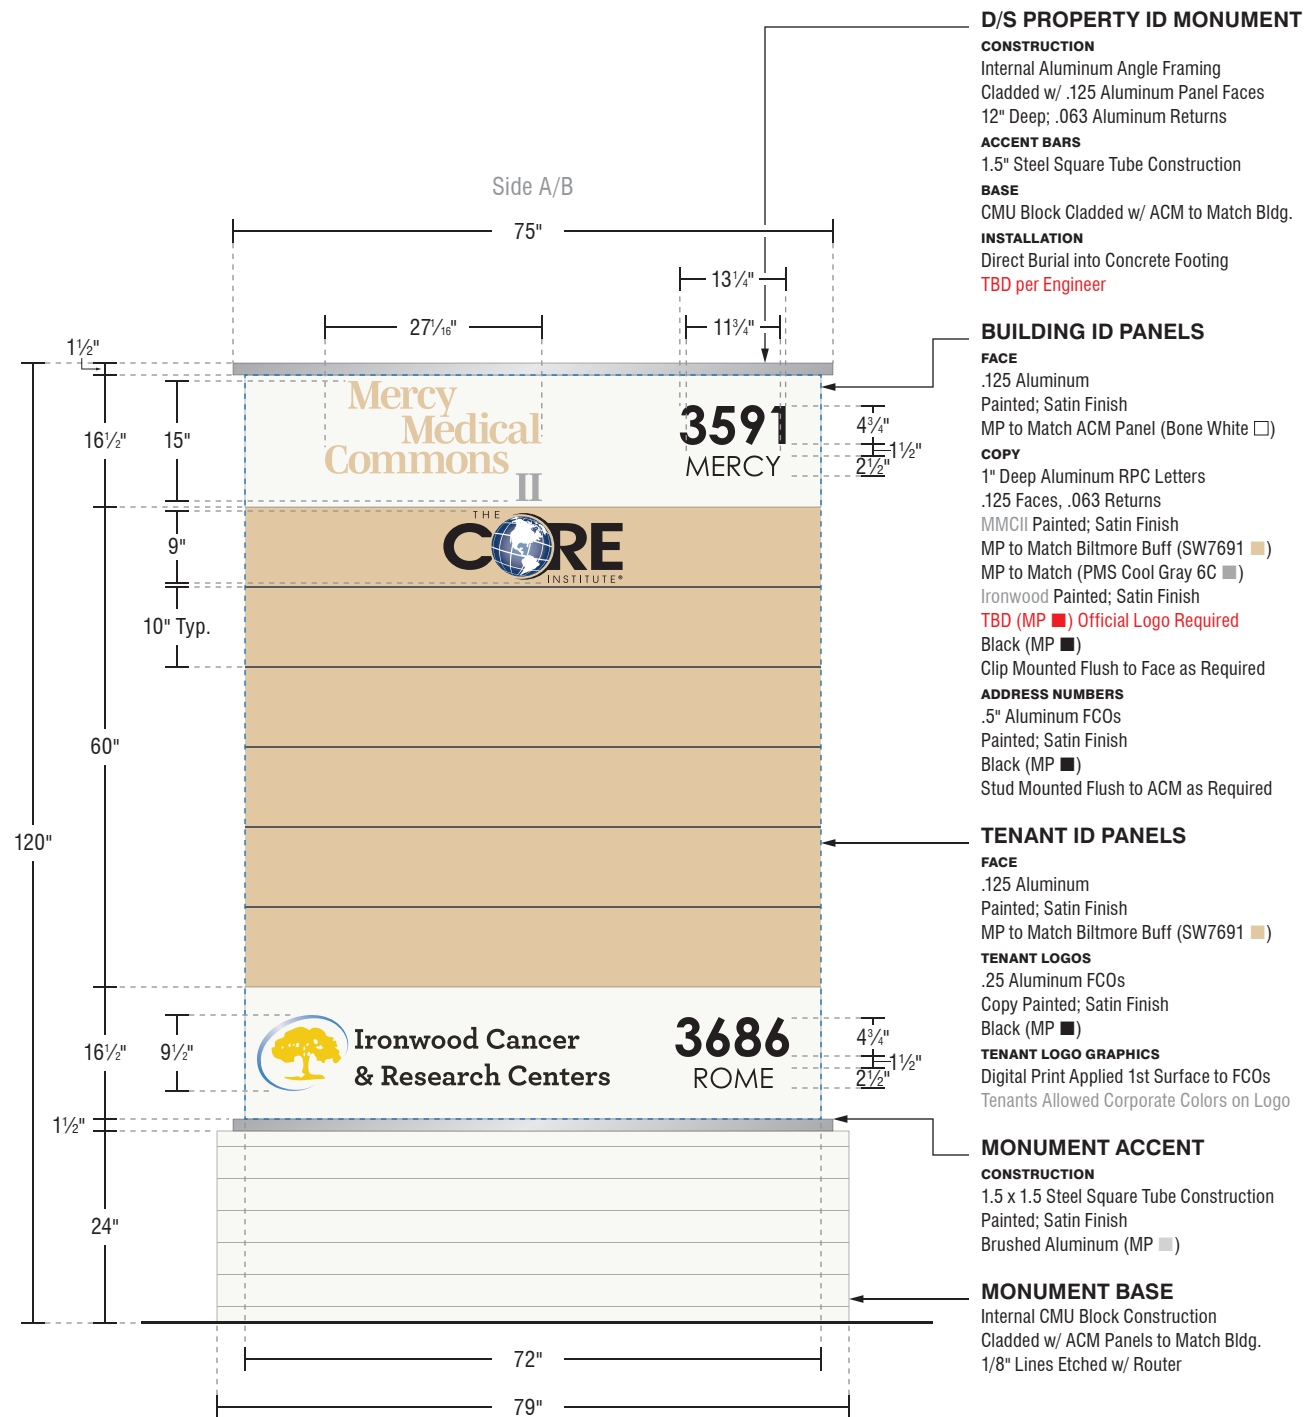 D/S PROPERTY ID MONUMENT
CONSTRUCTION
Internal Aluminum Angle Framing
Cladded w/ .125 Aluminum Panel Faces
12" Deep; .063 Aluminum Returns
ACCENT BARS
1.5" Steel Square Tube Construction
BASE
CMU Block Cladded w/ ACM to Match Bldg.
INSTALLATION
Direct Burial into Concrete Footing
TBD per Engineer
BUILDING ID PANELS
FACE
.125 Aluminum
Painted; Satin Finish
MP to Match ACM Panel (Bone White □)
COPY
1" Deep Aluminum RPC Letters
.125 Faces, .063 Returns
MMCII Painted; Satin Finish
MP to Match Biltmore Buff (SW7691 ■)
MP to Match (PMS Cool Gray 6C ■)
Ironwood Painted; Satin Finish
TBD (MP ■) Official Logo Required
Black (MP ■)
Clip Mounted Flush to Face as Required
ADDRESS NUMBERS
.5" Aluminum FCOs
Painted; Satin Finish
Black (MP ■)
Stud Mounted Flush to ACM as Required
TENANT ID PANELS
FACE
.125 Aluminum
Painted; Satin Finish
MP to Match Biltmore Buff (SW7691 ■)
TENANT LOGOS
.25 Aluminum FCOs
Copy Painted; Satin Finish
Black (MP ■)
TENANT LOGO GRAPHICS
Digital Print Applied 1st Surface to FCOs
Tenants Allowed Corporate Colors on Logo
MONUMENT ACCENT
CONSTRUCTION
1.5 x 1.5 Steel Square Tube Construction
Painted; Satin Finish
Brushed Aluminum (MP ■)
MONUMENT BASE
Internal CMU Block Construction
Cladded w/ ACM Panels to Match Bldg.
1/8" Lines Etched w/ Router
Side A/B
75"
13¼"
27 1/16"
11¾"
1½"
16½"
15"
Mercy
Medical
Commons
II
3591
MERCY
4¾"
1½"
2½"
THE
CORE
INSTITUTE®
9"
10" Typ.
60"
120"
16½"
9½"
Ironwood Cancer
& Research Centers
3686
ROME
4¾"
1½"
2½"
1½"
24"
72"
79"